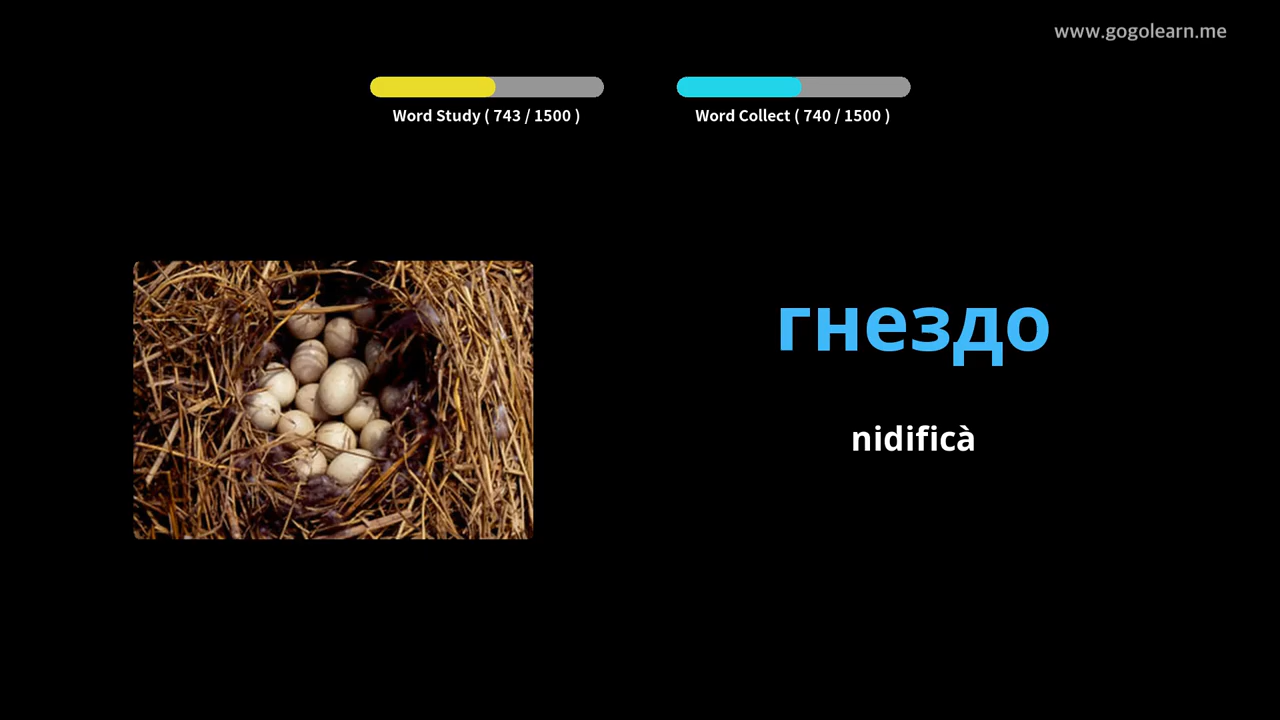 www.gogolearn.me
Word Study ( 743 / 1500 )
Word Collect ( 740 / 1500 )
гнездо
nidificà